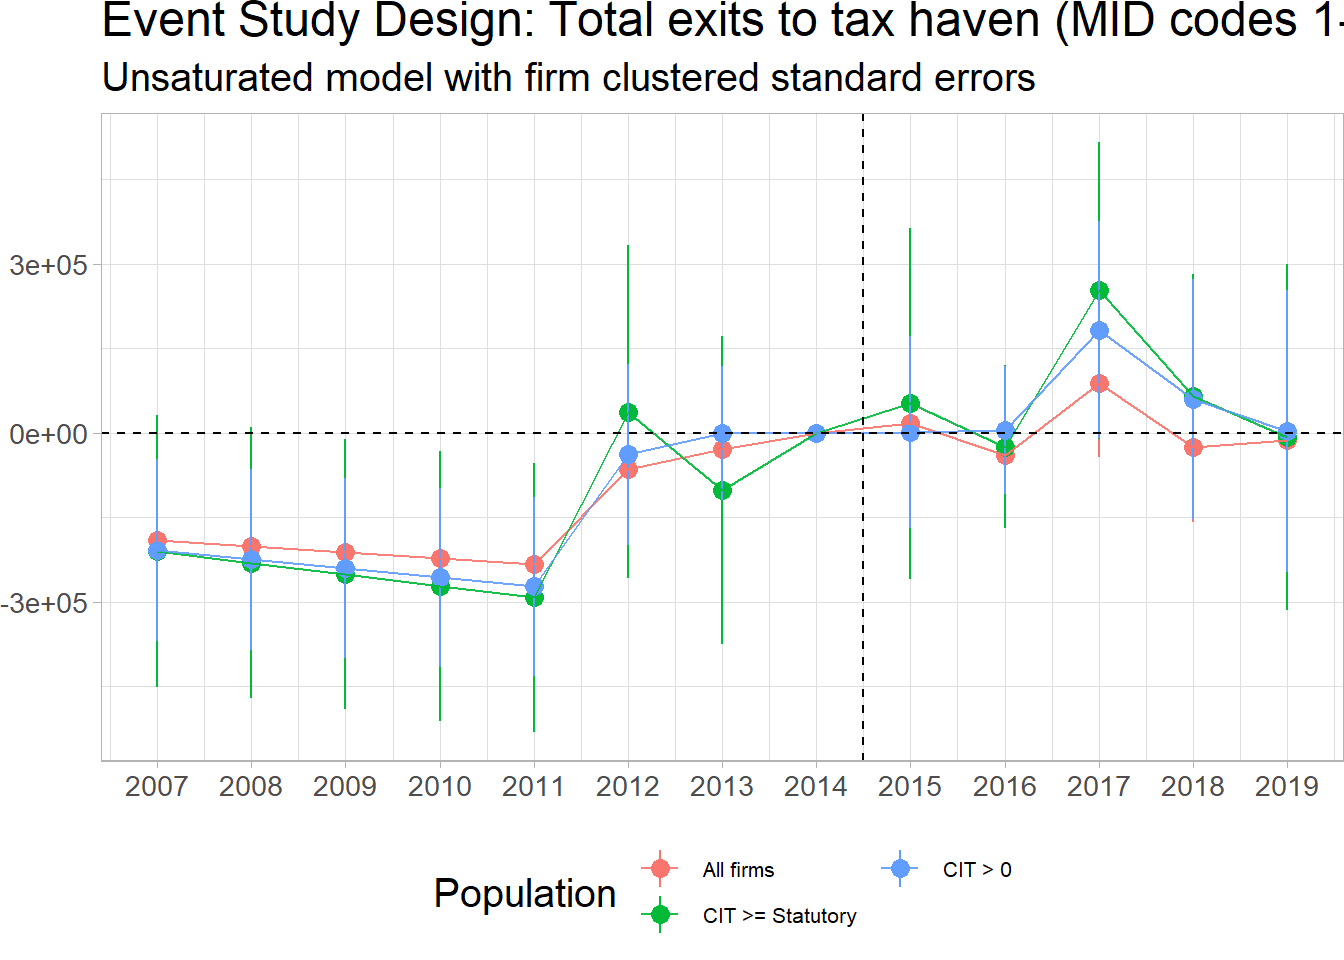 Event Study Design: Total exits to tax haven (MID codes 1-
Unsaturated model with firm clustered standard errors
3e+05
0e+00
-3e+05
2007 2008 2009 2010 2011 2012 2013 2014 2015 2016 2017 2018 2019
Population
All firms
CIT >= Statutory
CIT > 0